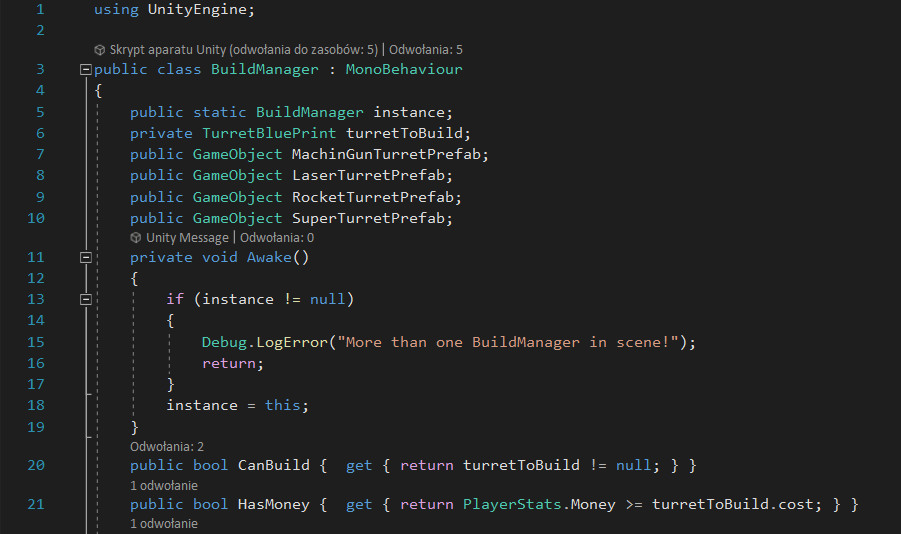 1 using UnityEngine;
2
Skrypt aparatu Unity (odwołania do zasobów: 5) | Odwołania: 5
3 public class BuildManager : MonoBehaviour
4 {
5 public static BuildManager instance;
6 private TurretBluePrint turretToBuild;
7 public GameObject MachinGunTurretPrefab;
8 public GameObject LaserTurretPrefab;
9 public GameObject RocketTurretPrefab;
10 public GameObject SuperTurretPrefab;
Unity Message | Odwołania: 0
11 private void Awake()
12 {
13 if (instance != null)
14 {
15 Debug.LogError("More than one BuildManager in scene!");
16 return;
17 }
18 instance = this;
19 }
Odwołania: 2
20 public bool CanBuild { get { return turretToBuild != null; } }
1 odwołanie
21 public bool HasMoney { get { return PlayerStats.Money >= turretToBuild.cost; } }
1 odwołanie